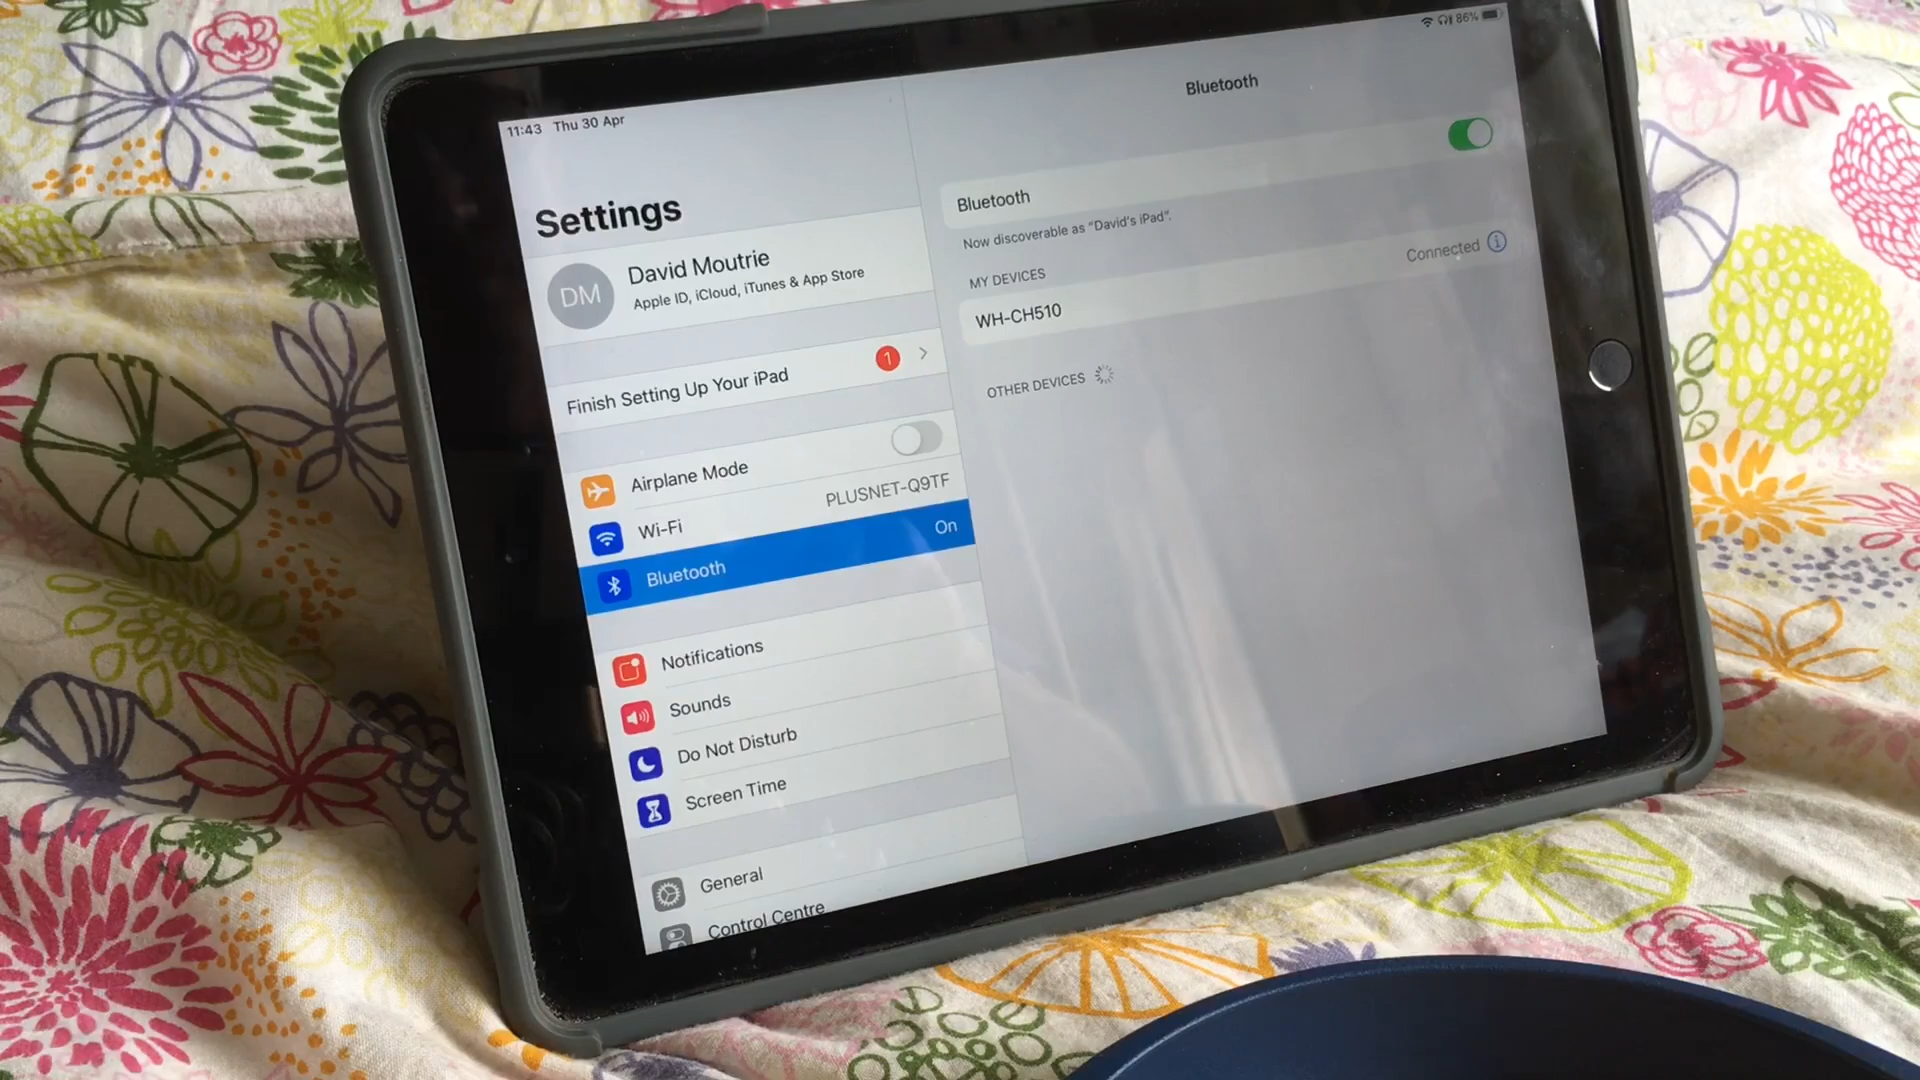 11:43 Thu 30 Apr
86%
Settings
DM
David Moutrie
Apple ID, iCloud, iTunes & App Store
Finish Setting Up Your iPad
1
Airplane Mode
Wi-Fi PLUSNET-Q9TF
Bluetooth On
Notifications
Sounds
Do Not Disturb
Screen Time
General
Control Centre
Bluetooth
Bluetooth
Now discoverable as “David's iPad”.
MY DEVICES
WH-CH510 Connected
OTHER DEVICES